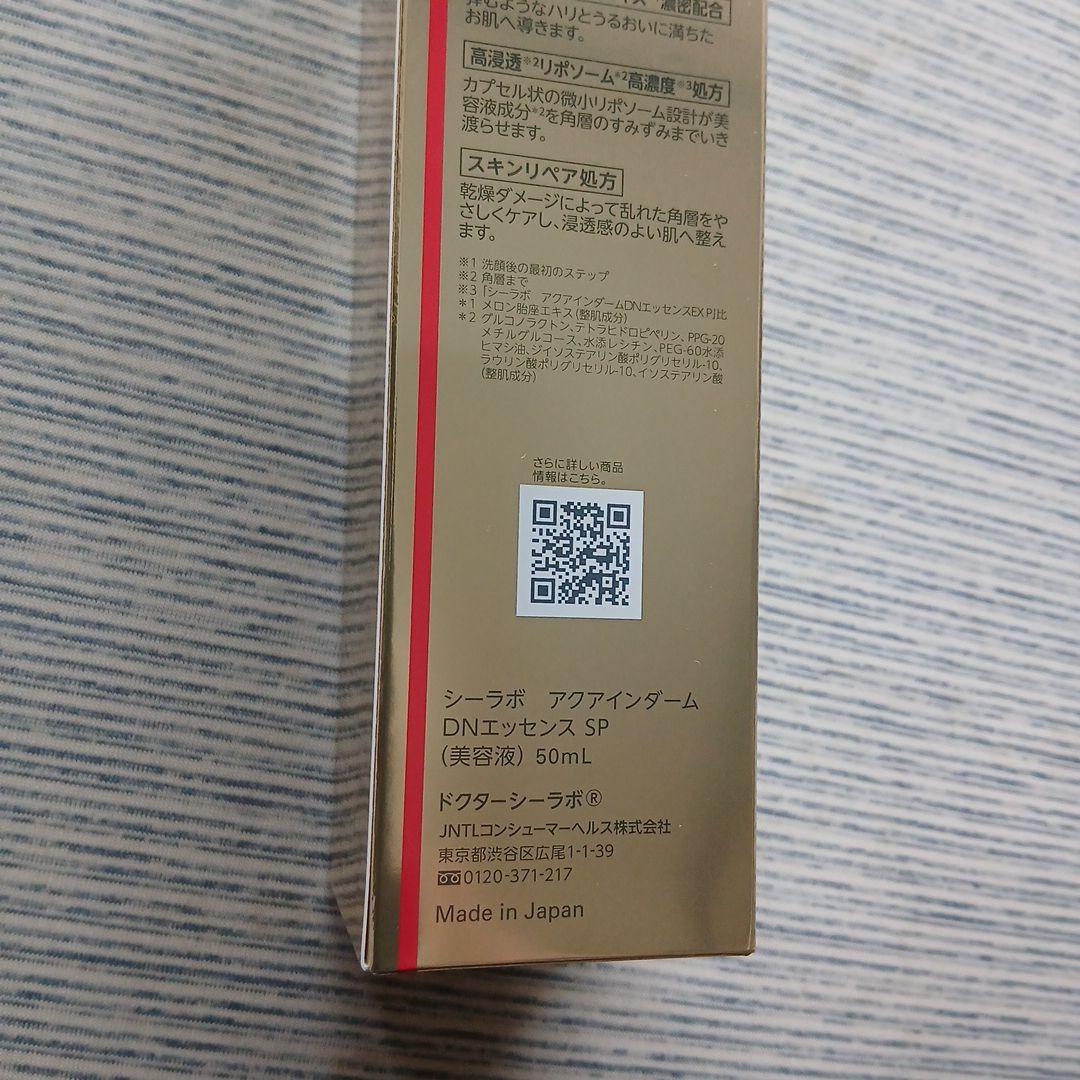 濃密配合
弾むようなハリとうるおいに満ちた
お肌へ導きます。
高浸透※2リポソーム*2高濃度※3処方
カプセル状の微小リポソーム設計が美
容液成分*2を角層のすみずみまでいき
渡らせます。
スキンリペア処方
乾燥ダメージによって乱れた角層をや
さしくケアし、浸透感のよい肌へ整え
ます。
※1 洗顔後の最初のステップ
※2 角層まで
※3 「シーラボ　アクアインダームDNエッセンスEX P」比
*1 メロン胎座エキス(整肌成分)
*2 グルコノラクトン、テトラヒドロピペリン、PPG-20
メチルグルコース、水添レシチン、PEG-60水添
ヒマシ油、ジイソステアリン酸ポリグリセリル-10、
ラウリン酸ポリグリセリル-10、イソステアリン酸
(整肌成分)
さらに詳しい商品
情報はこちら。
シーラボ　アクアインダーム
DNエッセンス SP
(美容液) 50mL
ドクターシーラボ®
JNTLコンシューマーヘルス株式会社
東京都渋谷区広尾1-1-39
0120-371-217
Made in Japan